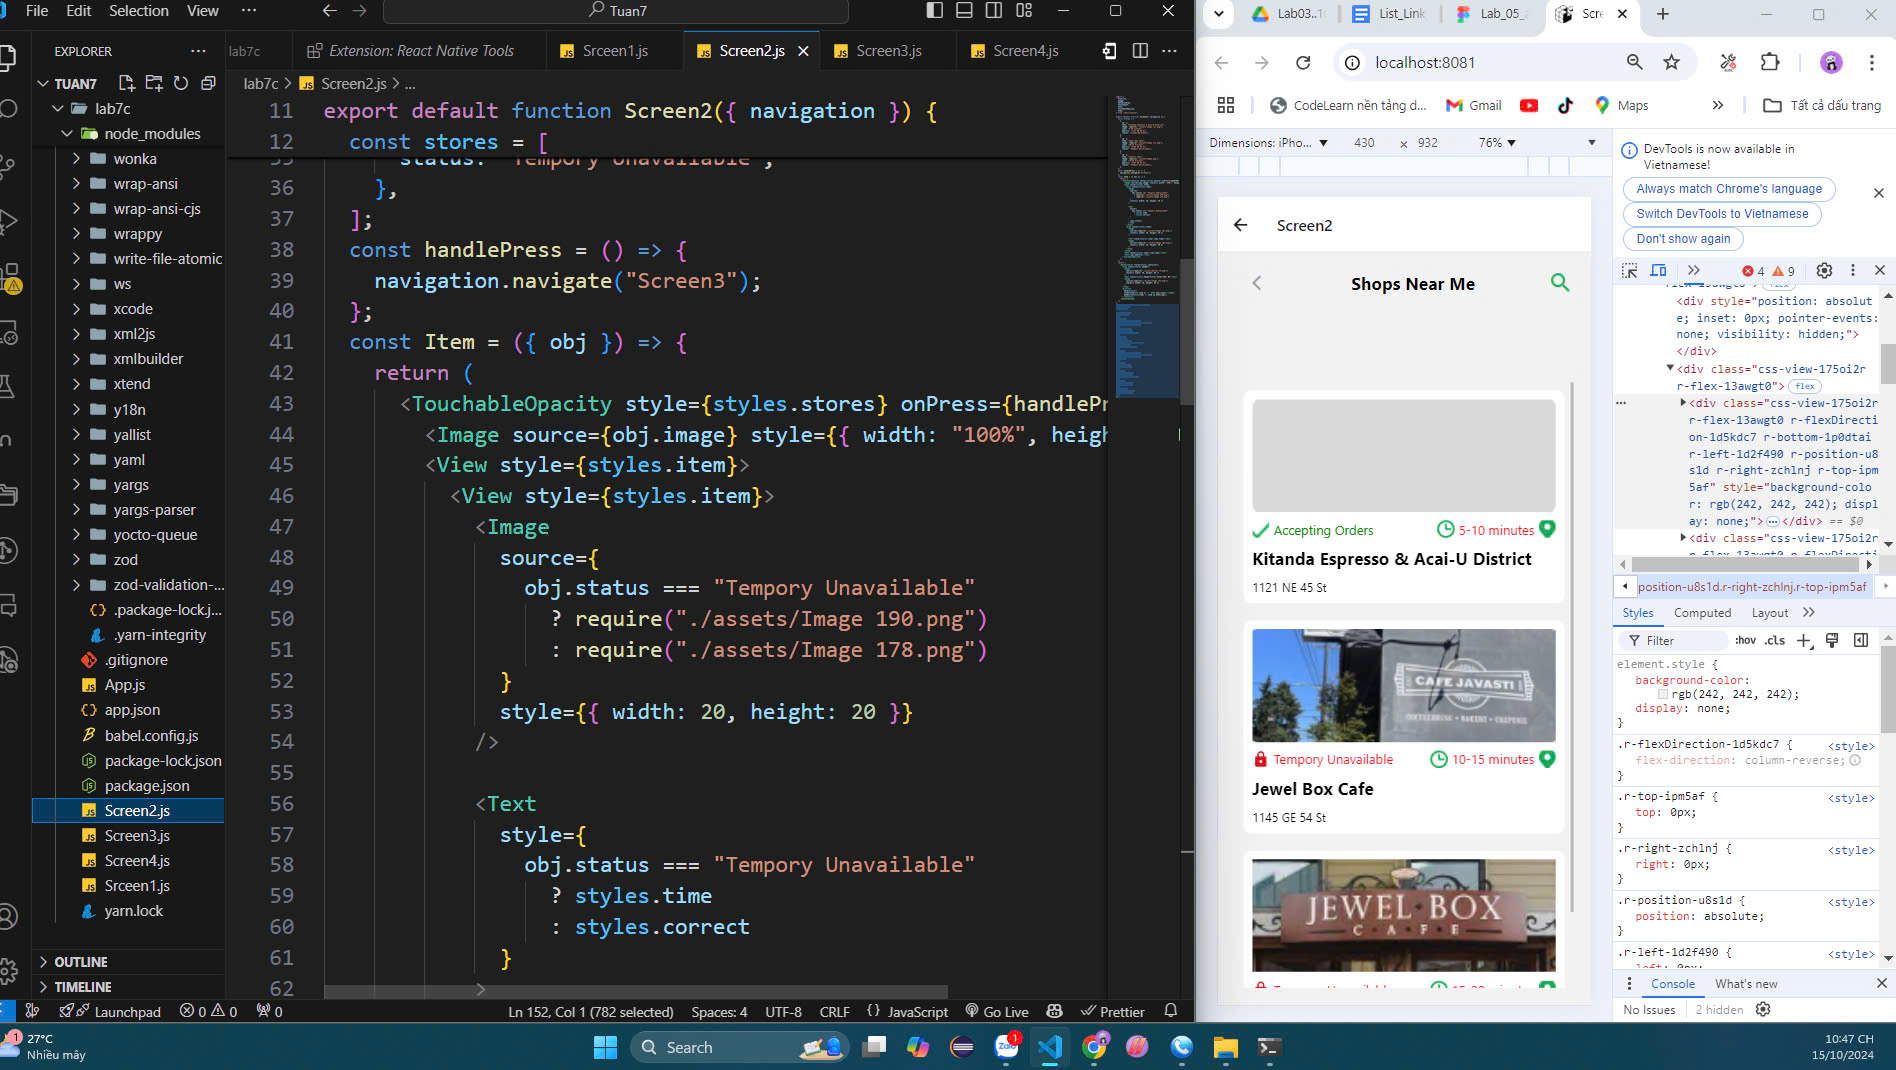 File Edit Selection View ··· Tuan7
EXPLORER ···
lab7c Extension: React Native Tools Srceen1.js Screen2.js Screen3.js Screen4.js
TUAN7
lab7c > Screen2.js > ...
lab7c
node_modules
wonka
wrap-ansi
wrap-ansi-cjs
wrappy
write-file-atomic
ws
xcode
xml2js
xmlbuilder
xtend
y18n
yallist
yaml
yargs
yargs-parser
yocto-queue
zod
zod-validation-...
.package-lock.j...
.yarn-integrity
.gitignore
App.js
app.json
babel.config.js
package-lock.json
package.json
Screen2.js
Screen3.js
Screen4.js
Srceen1.js
yarn.lock
OUTLINE
TIMELINE
11 export default function Screen2({ navigation }) {
12 const stores = [
status: "Tempory Unavailable",
36 },
37 ];
38 const handlePress = () => {
39 navigation.navigate("Screen3");
40 };
41 const Item = ({ obj }) => {
42 return (
43 <TouchableOpacity style={styles.stores} onPress={handlePr
44 <Image source={obj.image} style={{ width: "100%", heigh
45 <View style={styles.item}>
46 <View style={styles.item}>
47 <Image
48 source={
49 obj.status === "Tempory Unavailable"
50 ? require("./assets/Image 190.png")
51 : require("./assets/Image 178.png")
52 }
53 style={{ width: 20, height: 20 }}
54 />
55
56 <Text
57 style={
58 obj.status === "Tempory Unavailable"
59 ? styles.time
60 : styles.correct
61 }
62 >
Launchpad 0 0 0 Ln 152, Col 1 (782 selected) Spaces: 4 UTF-8 CRLF {} JavaScript Go Live Prettier
Lab03..1 List_Link Lab_05_ Scre
localhost:8081
CodeLearn nền tảng d... Gmail Maps » Tất cả dấu trang
Dimensions: iPho... 430 × 932 76%
Screen2
Shops Near Me
Accepting Orders 5-10 minutes
Kitanda Espresso & Acai-U District
1121 NE 45 St
CAFE JAVASTI
Tempory Unavailable 10-15 minutes
Jewel Box Cafe
1145 GE 54 St
JEWEL BOX
CAFE
DevTools is now available in
Vietnamese!
Always match Chrome's language
Switch DevTools to Vietnamese
Don't show again
4 9
<div style="position: absolut
e; inset: 0px; pointer-events:
none; visibility: hidden;">
</div>
<div class="css-view-175oi2r
r-flex-13awgt0"> flex
<div class="css-view-175oi2r
r-flex-13awgt0 r-flexDirecti
on-1d5kdc7 r-bottom-1p0dtai
r-left-1d2f490 r-position-u8
s1d r-right-zchlnj r-top-ipm
5af" style="background-colo
r: rgb(242, 242, 242); displ
ay: none;"> ··· </div> == $0
<div class="css-view-175oi2r
position-u8s1d.r-right-zchlnj.r-top-ipm5af
Styles Computed Layout »
Filter :hov .cls
element.style {
background-color:
rgb(242, 242, 242);
display: none;
}
.r-flexDirection-1d5kdc7 { <style>
flex-direction: column-reverse;
}
.r-top-ipm5af { <style>
top: 0px;
}
.r-right-zchlnj { <style>
right: 0px;
}
.r-position-u8s1d { <style>
position: absolute;
}
.r-left-1d2f490 { <style>
left: 0px;
Console What's new
No Issues 2 hidden
1
27°C
Nhiều mây
Search
1
10:47 CH
15/10/2024